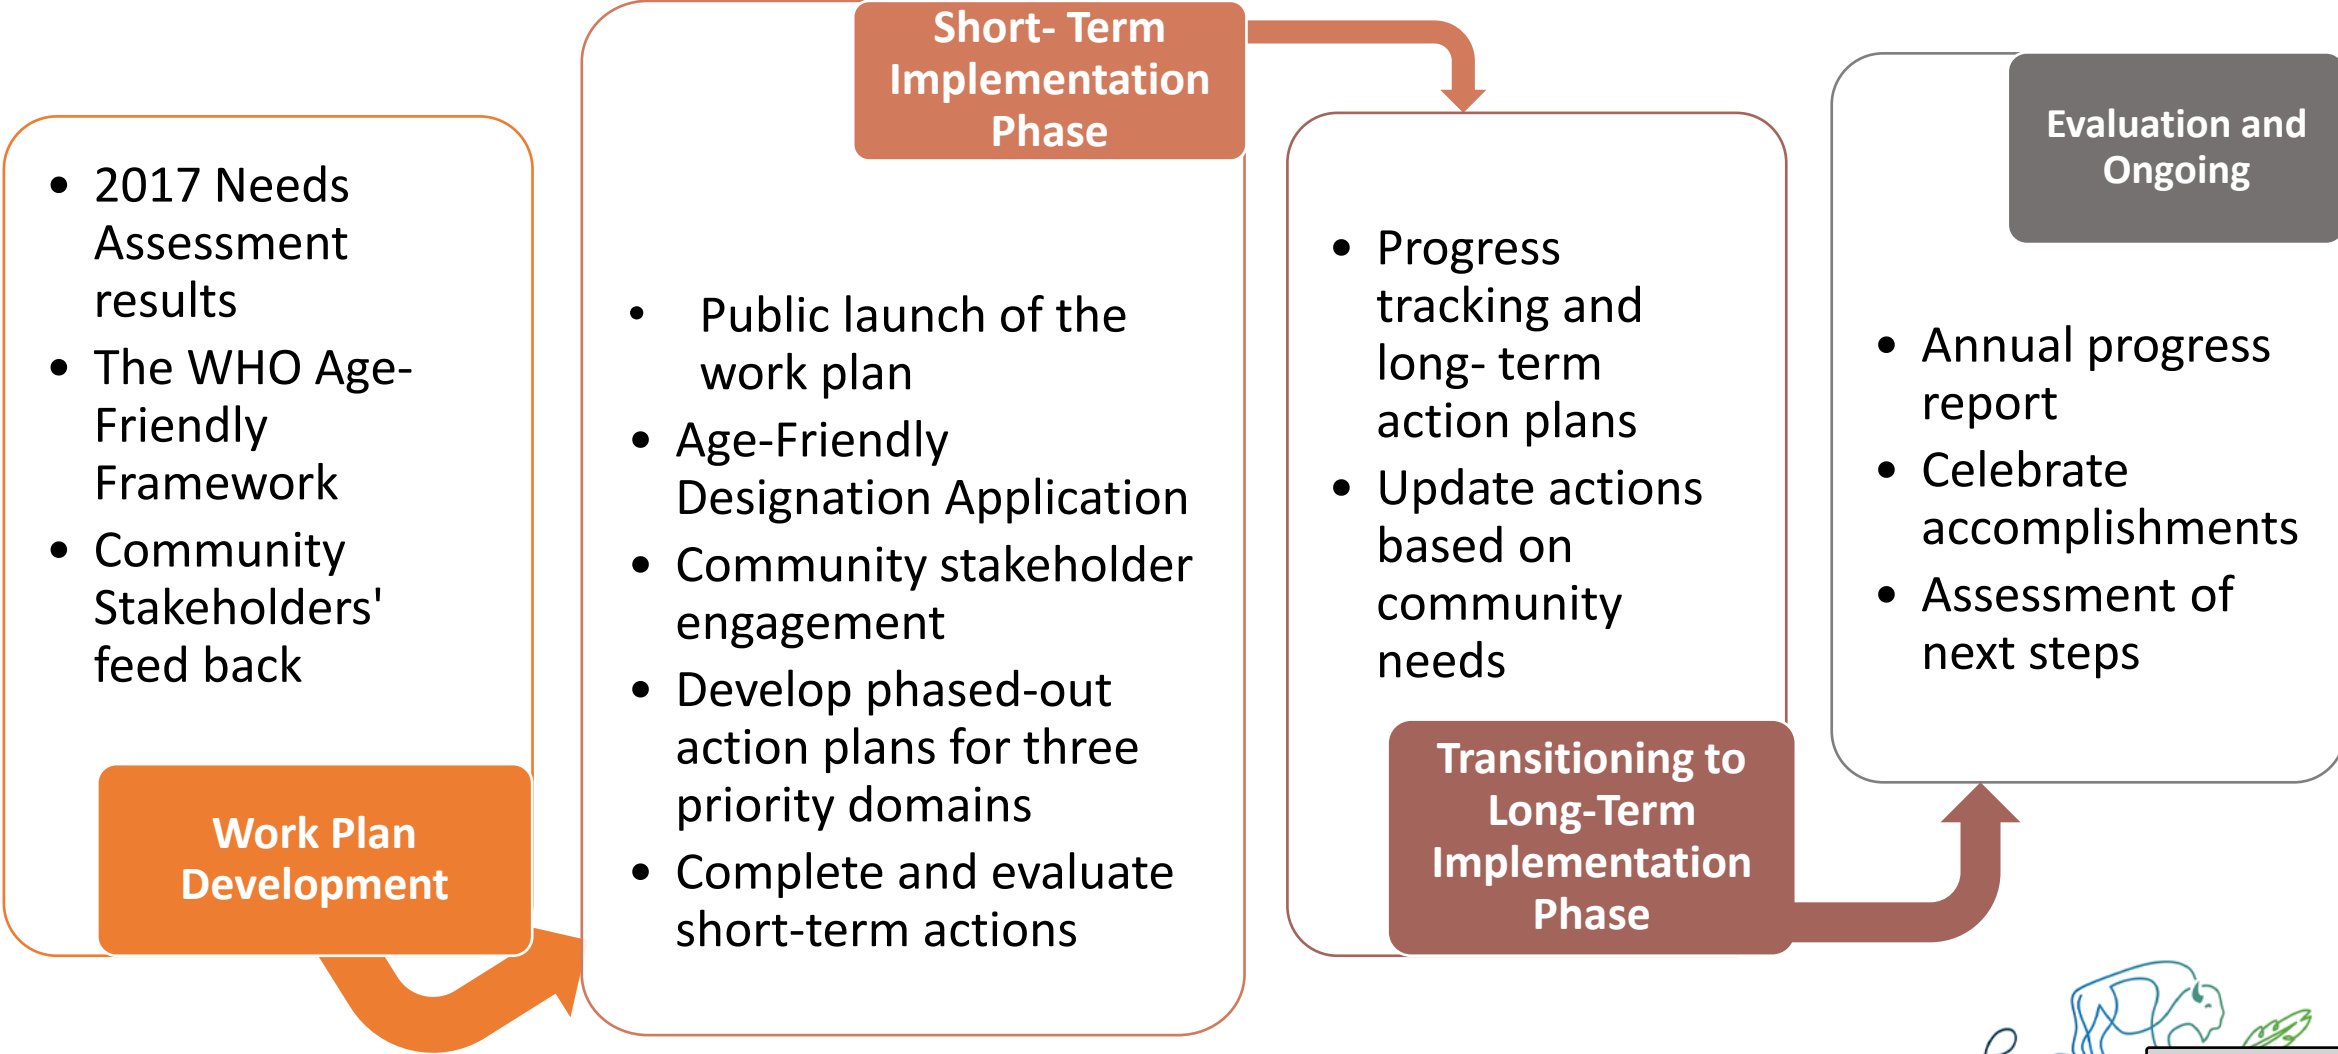 • 2017 Needs
Assessment
results
• The WHO Age-
Friendly
Framework
• Community
Stakeholders'
feed back
Work Plan
Development
Short- Term
Implementation
Phase
• Public launch of the
work plan
• Age-Friendly
Designation Application
• Community stakeholder
engagement
• Develop phased-out
action plans for three
priority domains
• Complete and evaluate
short-term actions
• Progress
tracking and
long- term
action plans
• Update actions
based on
community
needs
Transitioning to
Long-Term
Implementation
Phase
Evaluation and
Ongoing
• Annual progress
report
• Celebrate
accomplishments
• Assessment of
next steps